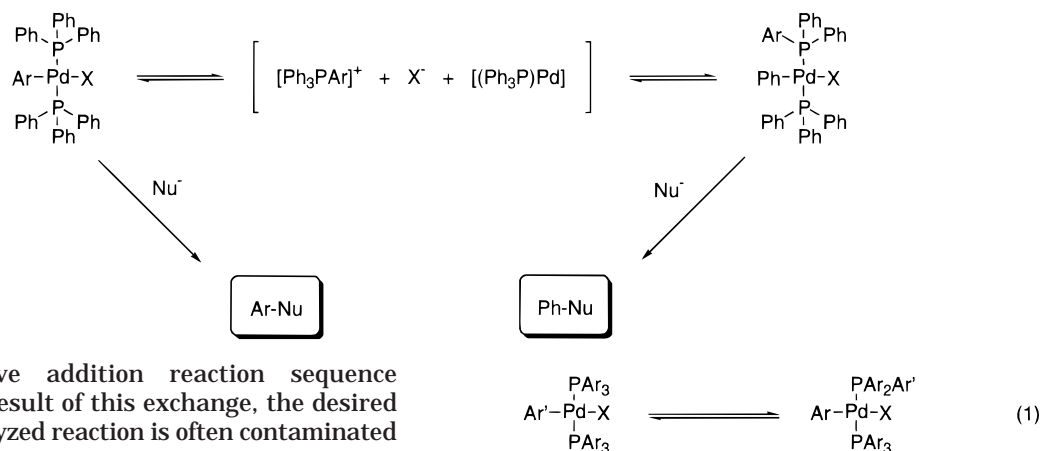 Ph Ph
Ph P
Ar Pd X
P
Ph Ph
Ph
[Ph₃PAr]⁺ + X⁻ + [(Ph₃P)Pd]
Ph Ph
Ar P
Ph Pd X
P
Ph Ph
Ph
Nu⁻
Nu⁻
Ar-Nu
Ph-Nu
ve addition reaction sequence
esult of this exchange, the desired
yzed reaction is often contaminated
PAr₃
Ar' Pd X
PAr₃
PAr₂Ar'
Ar Pd X
PAr₃
(1)